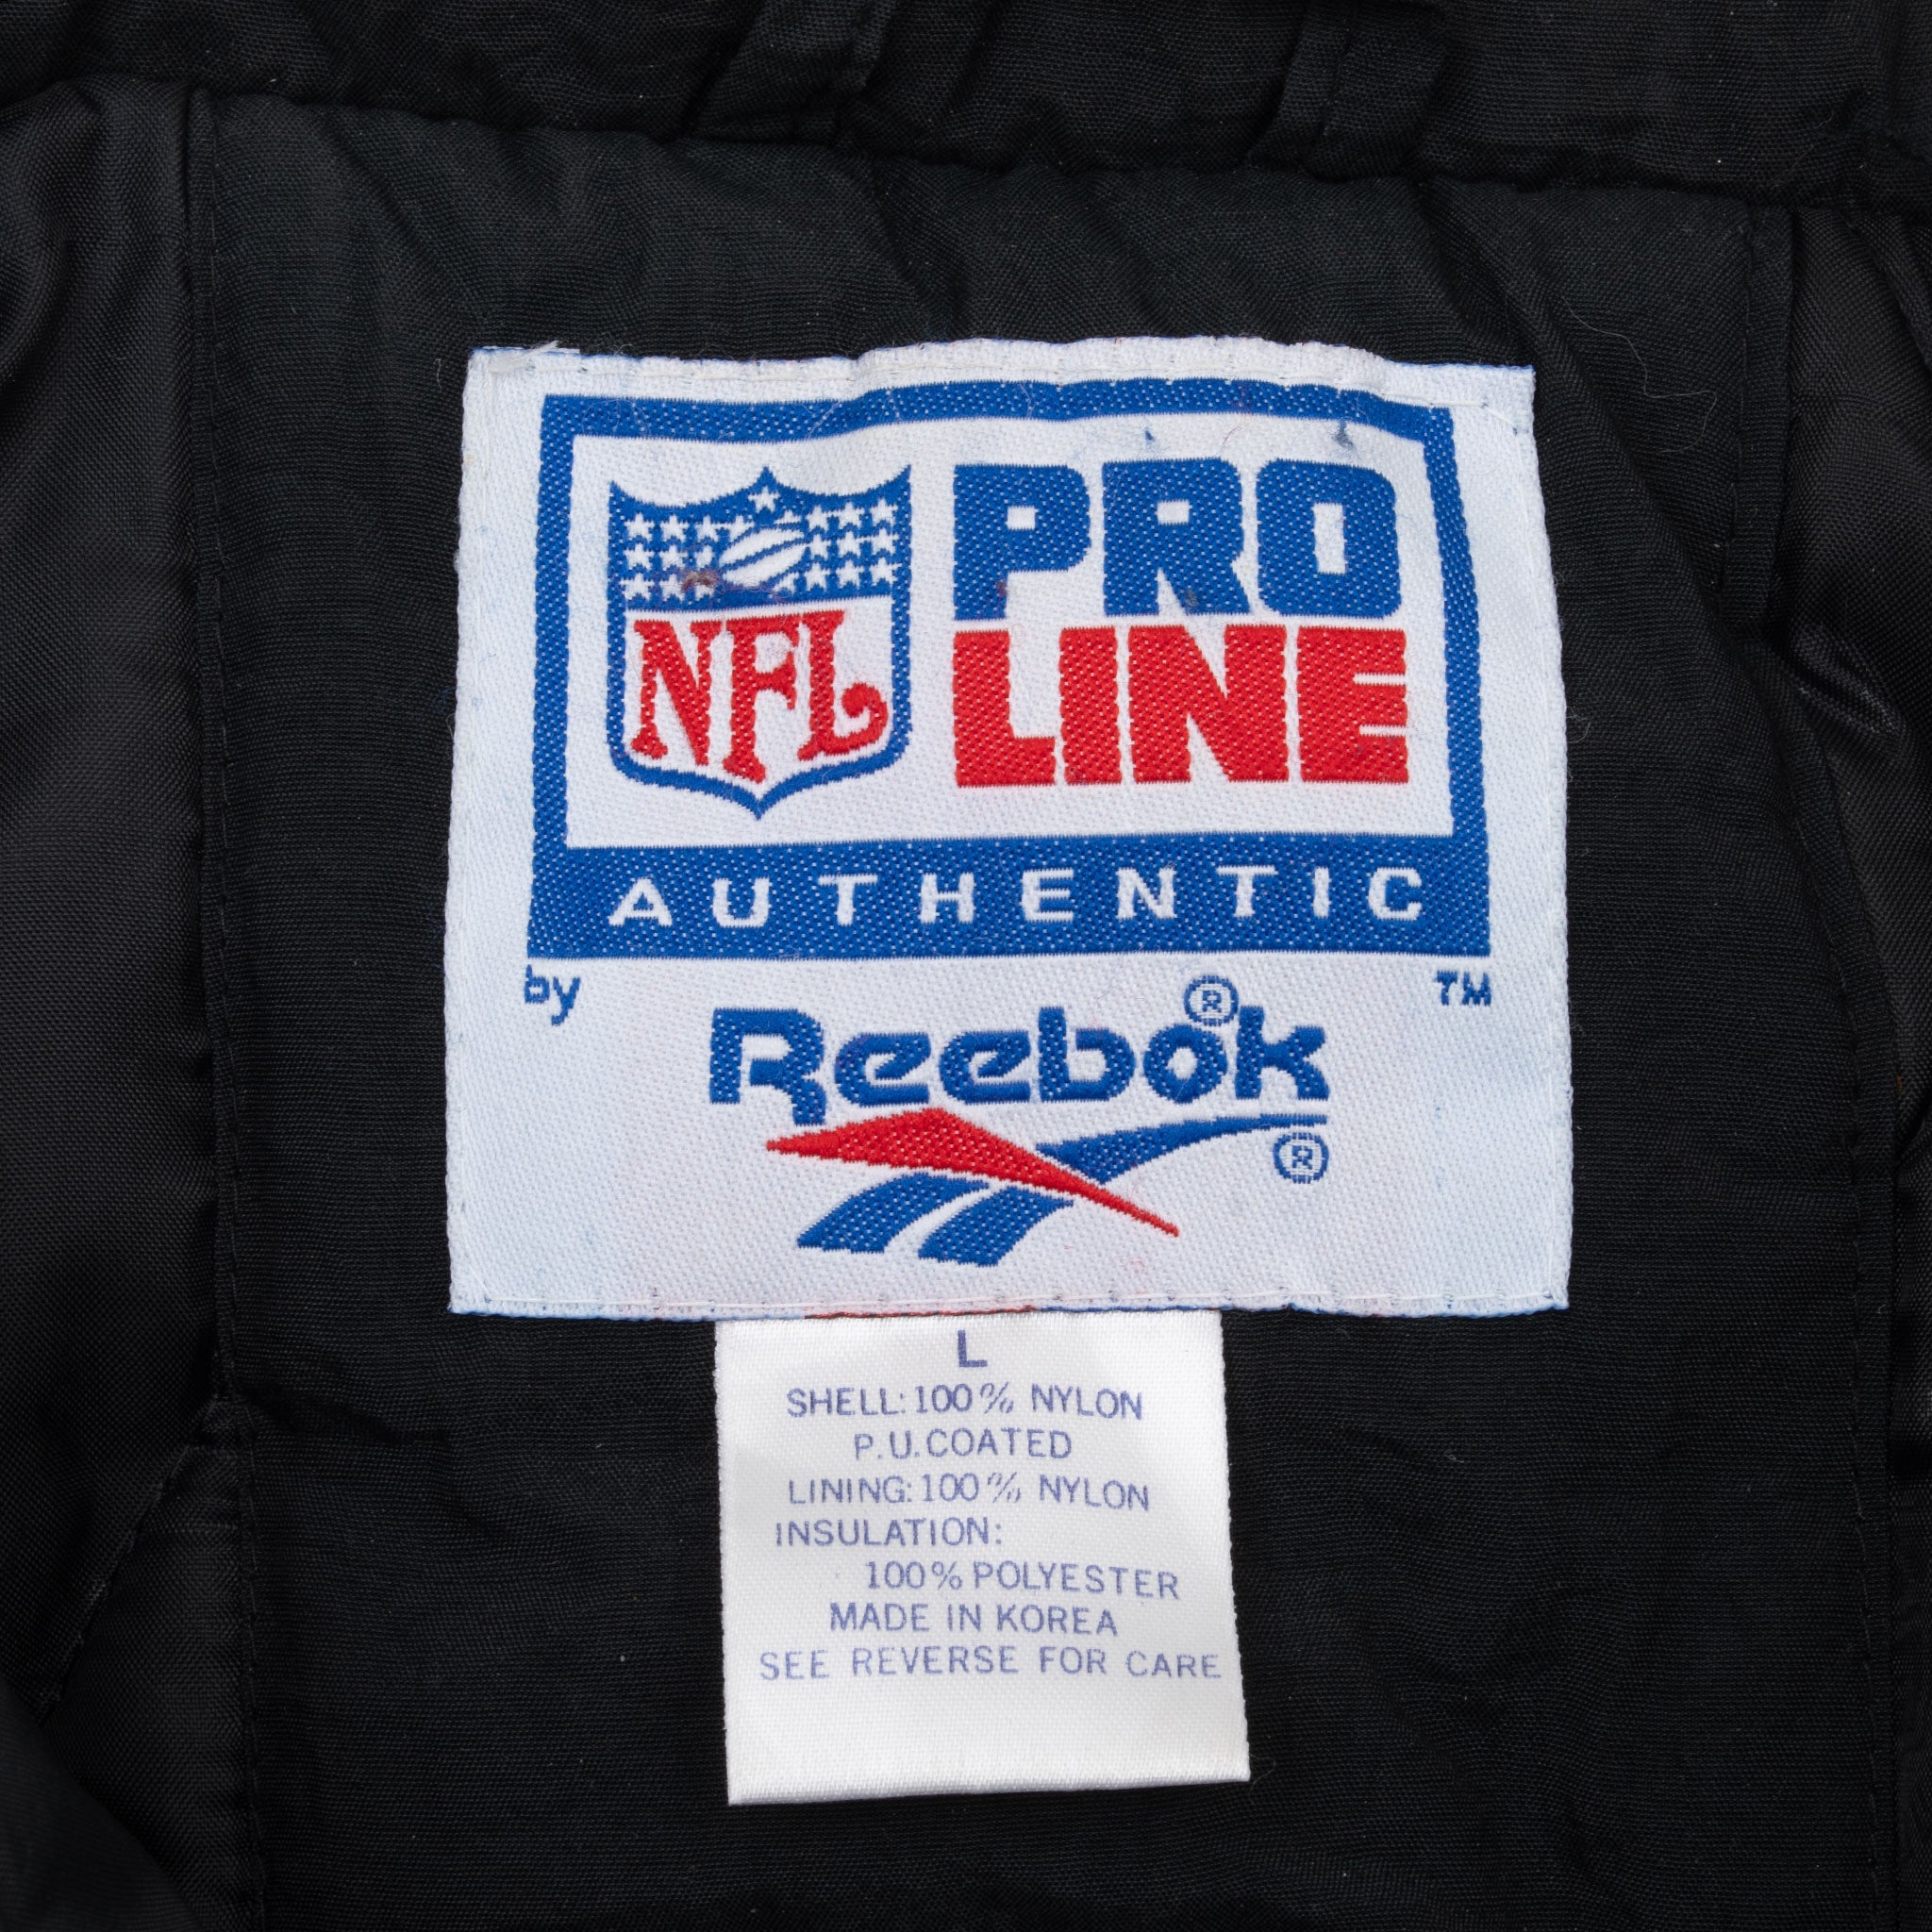 NFL
PRO
LINE
AUTHENTIC
by
TM
Reebok®
®
L
SHELL: 100% NYLON
P.U.COATED
LINING: 100% NYLON
INSULATION:
100% POLYESTER
MADE IN KOREA
SEE REVERSE FOR CARE